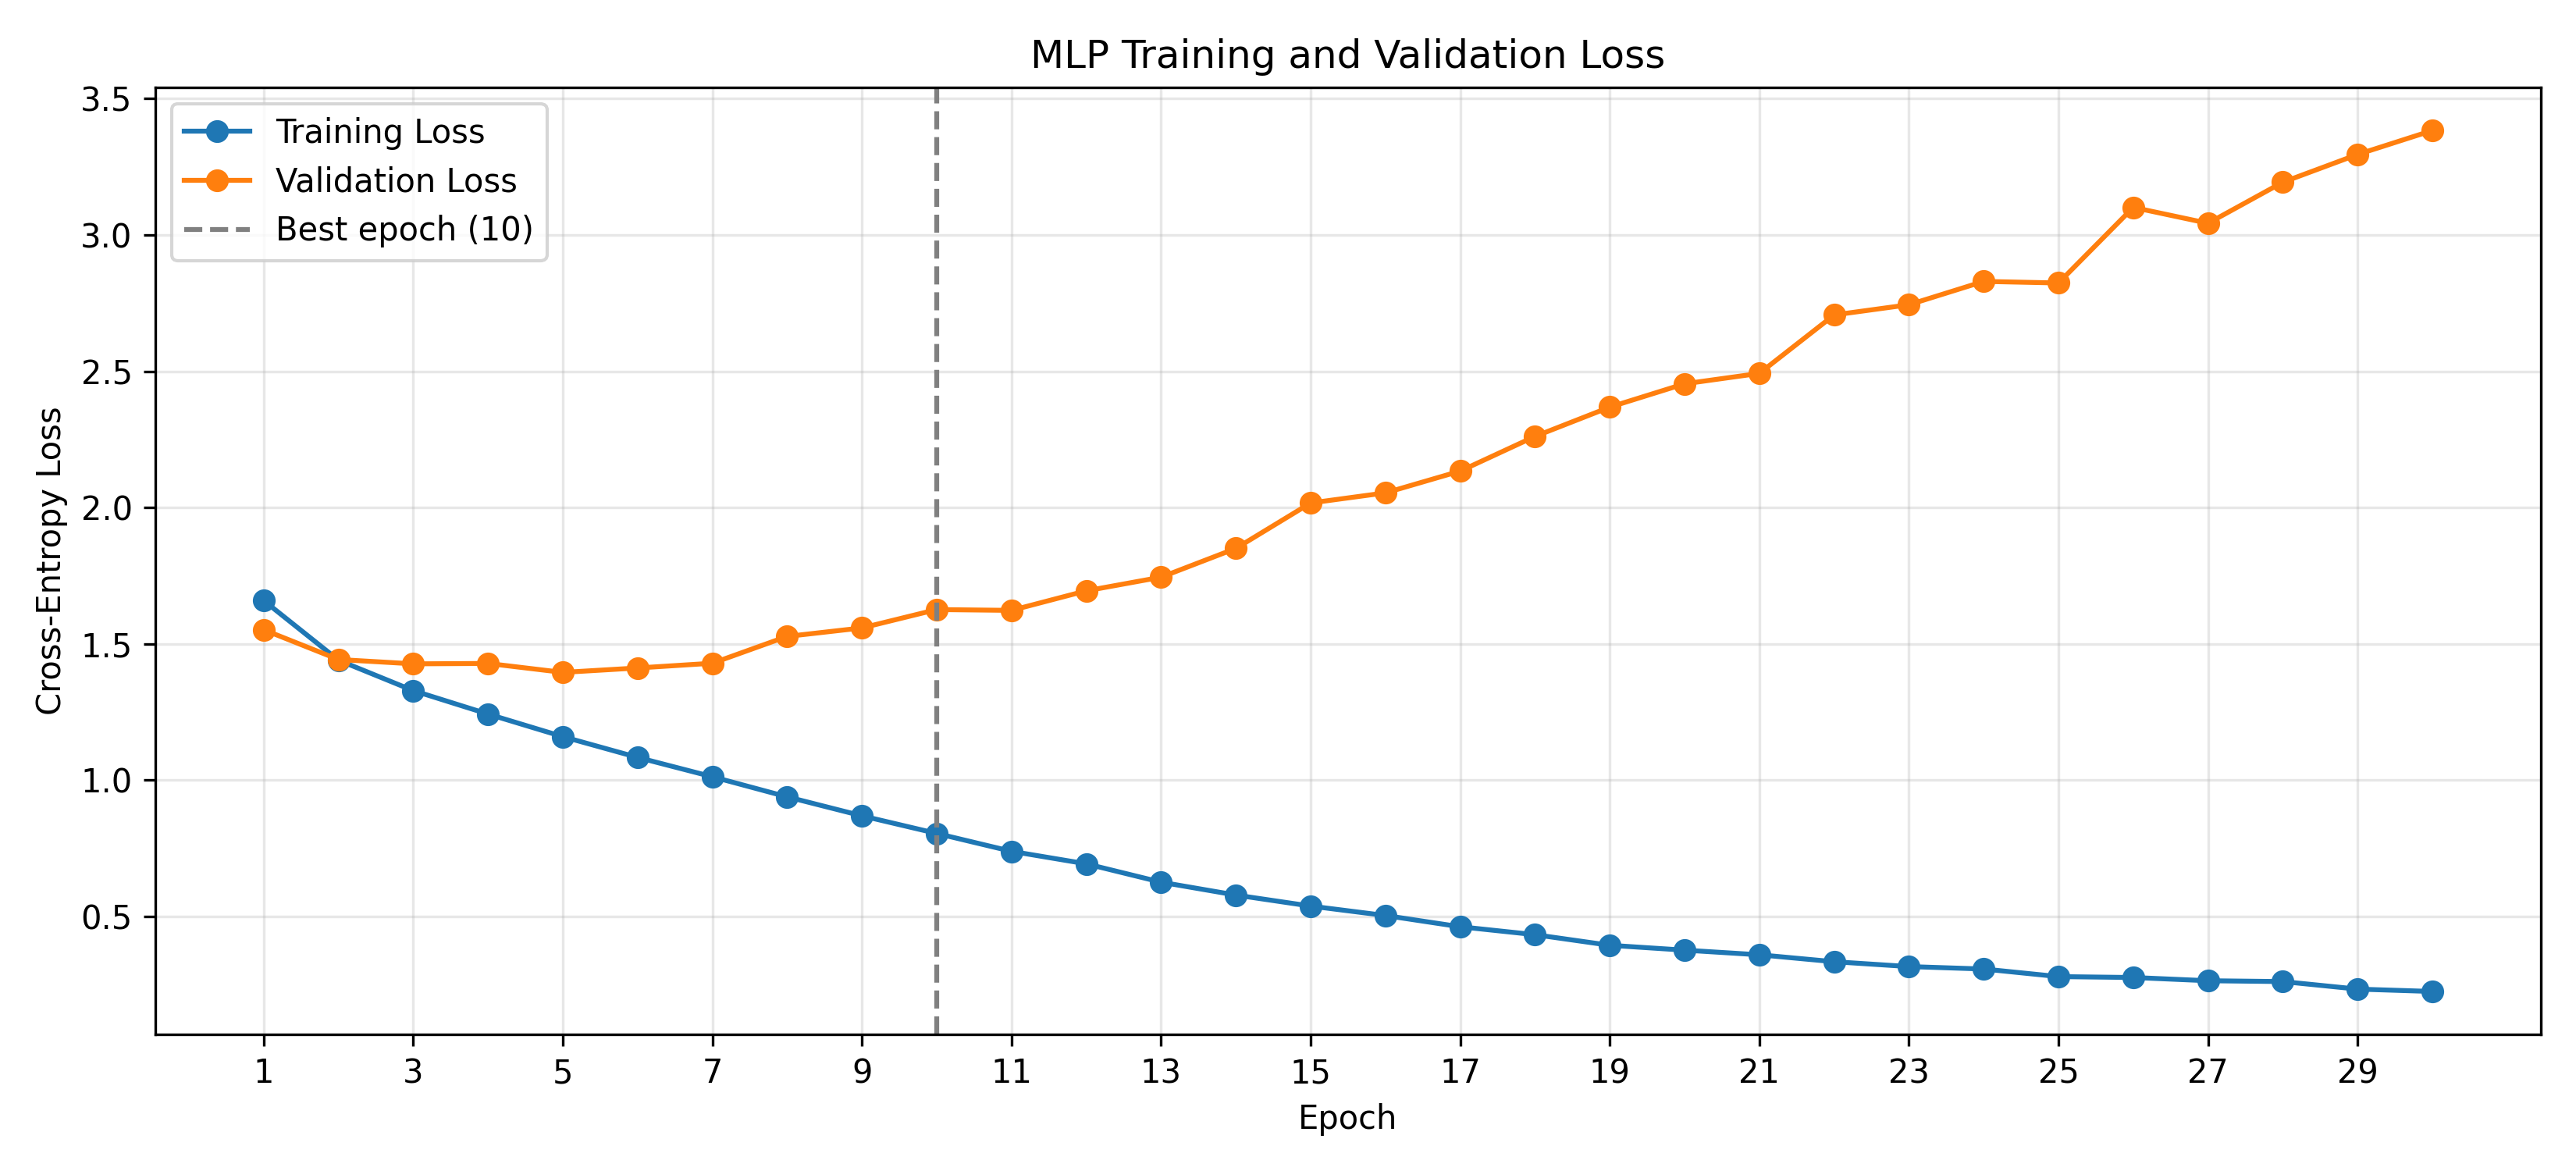 MLP Training and Validation Loss
Training Loss
Validation Loss
Best epoch (10)
Cross-Entropy Loss
3.5
3.0
2.5
2.0
1.5
1.0
0.5
1 3 5 7 9 11 13 15 17 19 21 23 25 27 29
Epoch